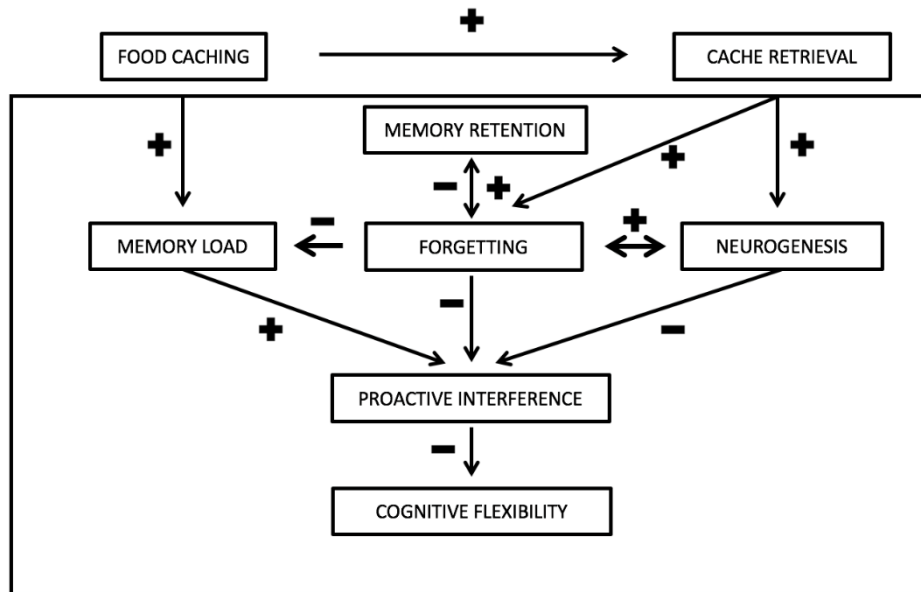 +
FOOD CACHING
CACHE RETRIEVAL
MEMORY RETENTION
+
+
+
- +
- +
MEMORY LOAD
FORGETTING
NEUROGENESIS
+
-
-
PROACTIVE INTERFERENCE
-
COGNITIVE FLEXIBILITY